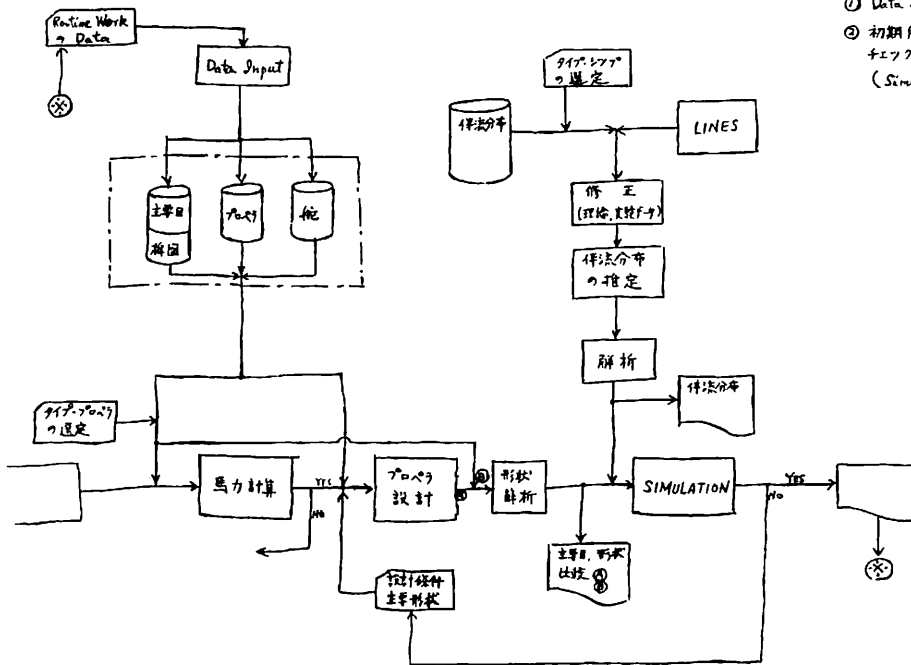 Routine Work
の Data
※
Data Input
主要目
線図
プロペラ
舵
タイプ・シップ
の選定
伴流分布
LINES
修正
(理論、実験データ)
伴流分布
の推定
解析
伴流分布
① Data
② 初期
チェック
(Sim
タイプ・プロペラ
の選定
馬力計算
YES
NO
プロペラ
設計
Ⓑ
形状
解析
SIMULATION
YES
NO
主要目、形状
比較 Ⓐ
Ⓑ
設計条件
主要形状
※